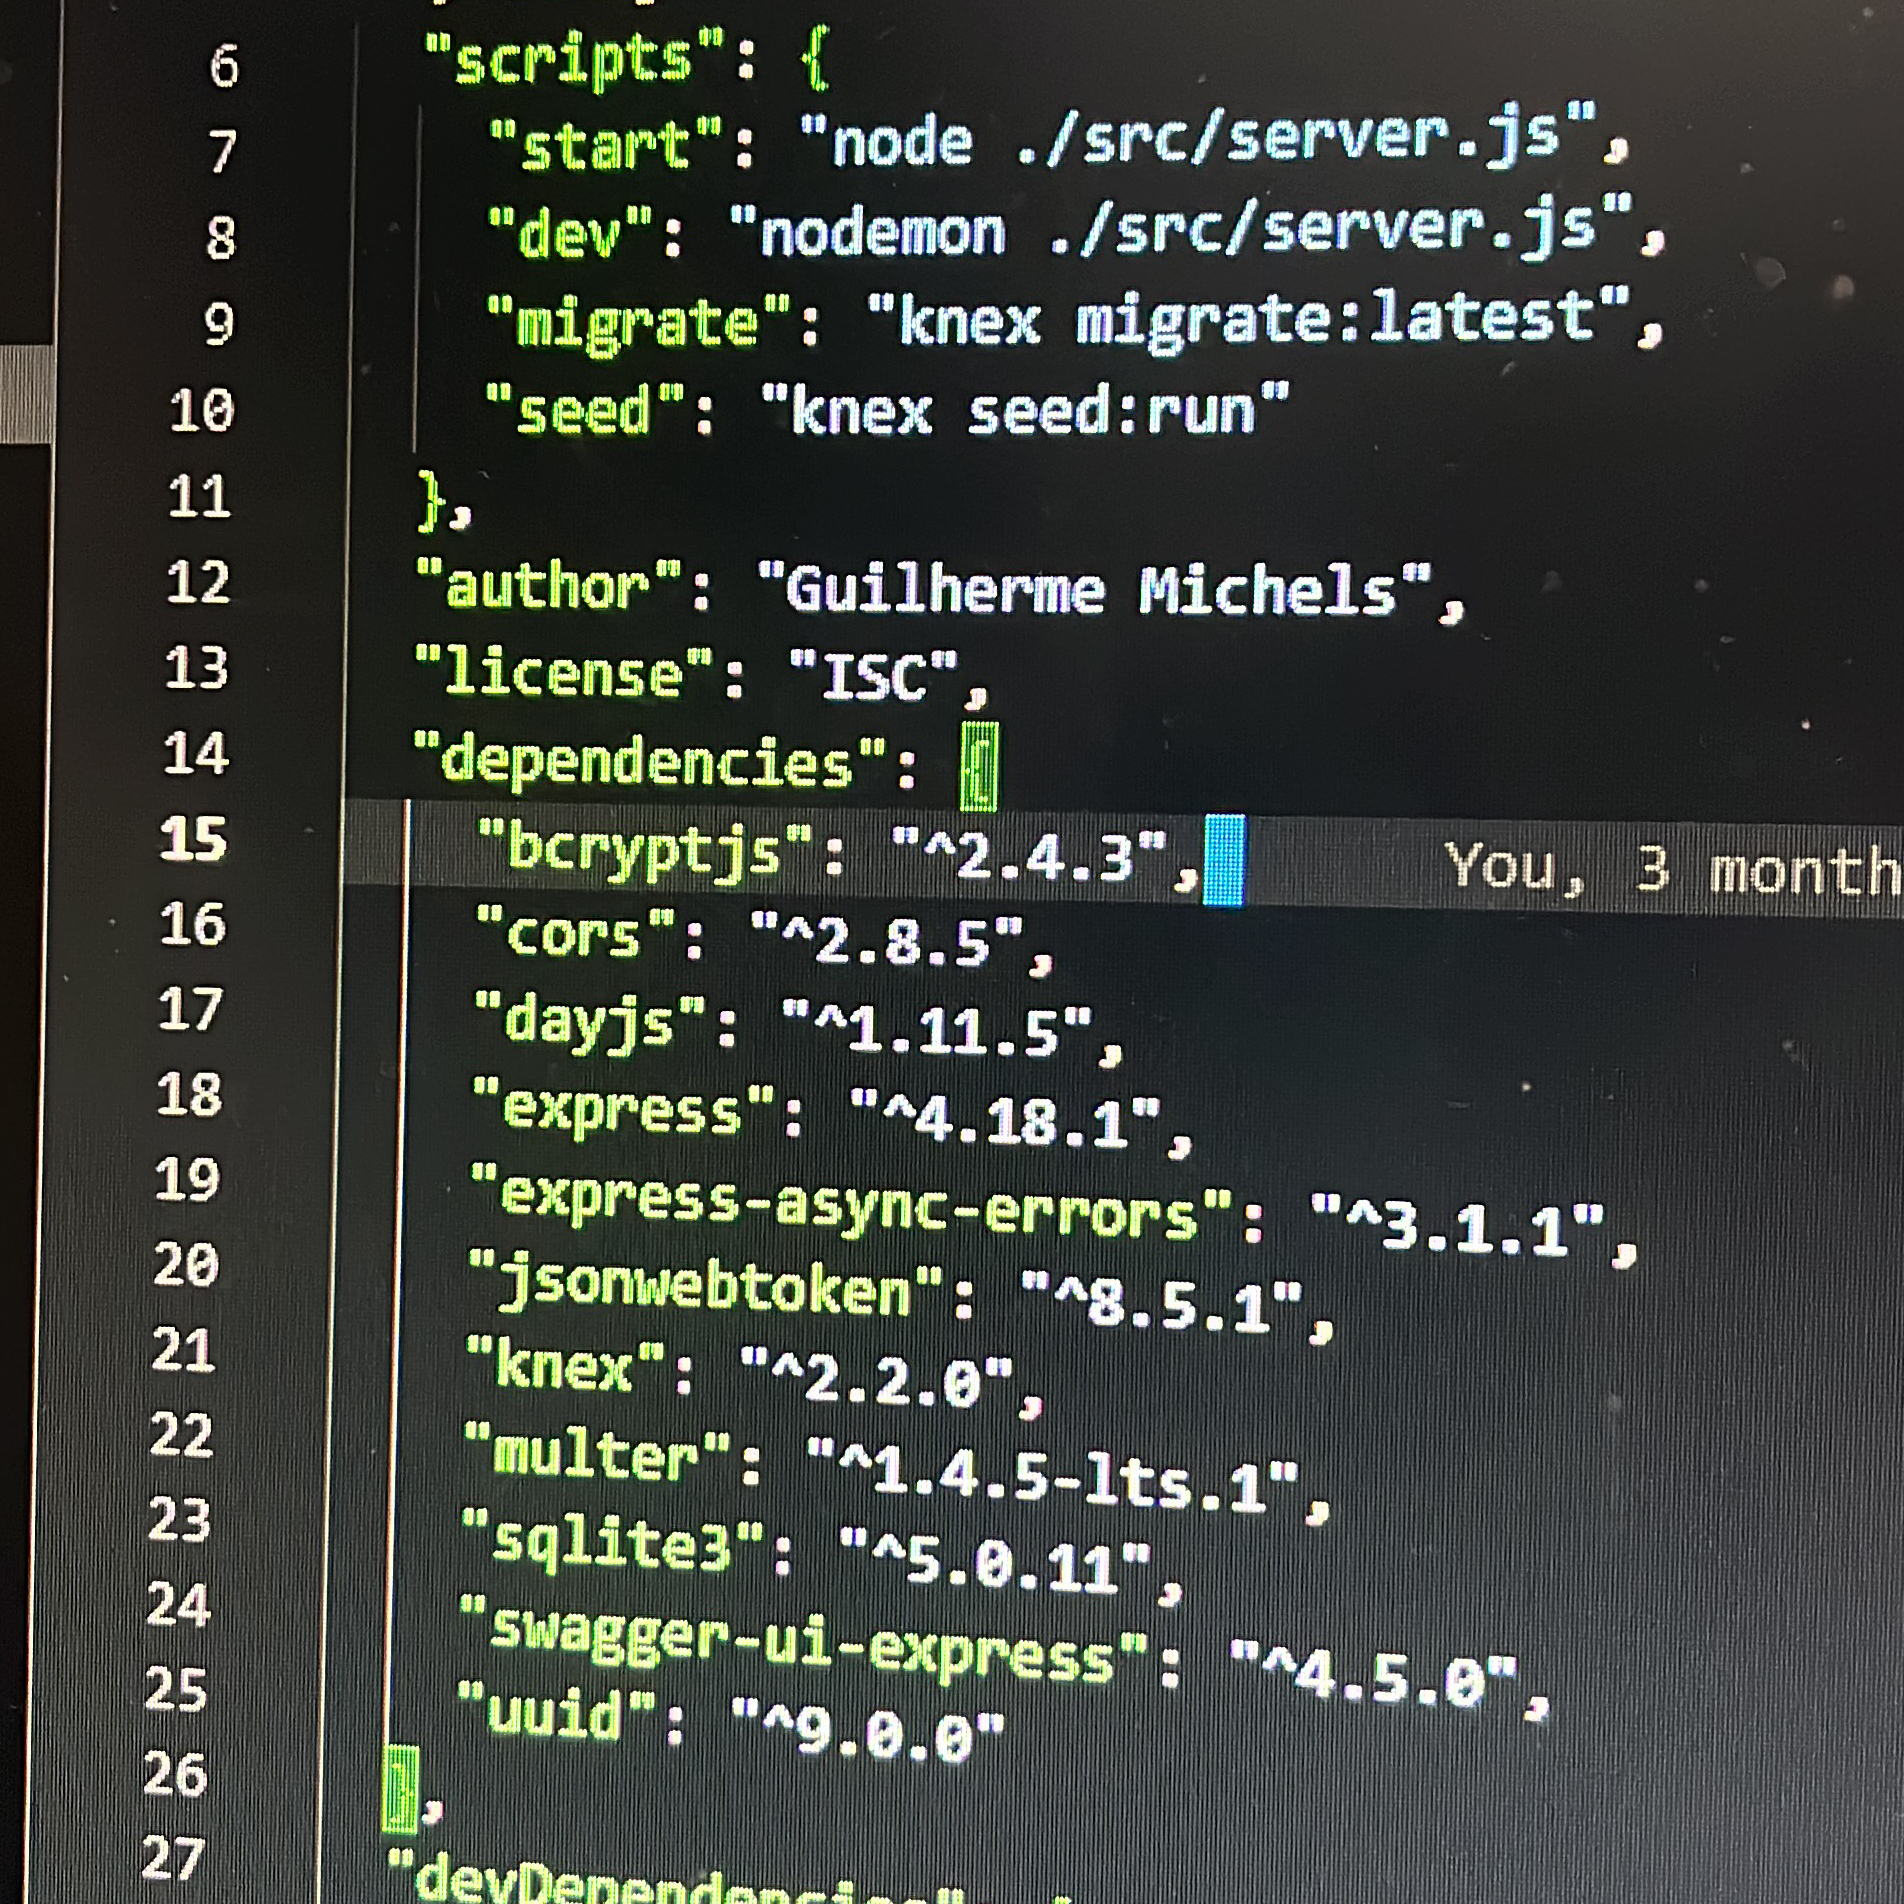 6 "scripts": {
7 "start": "node ./src/server.js",
8 "dev": "nodemon ./src/server.js",
9 "migrate": "knex migrate:latest",
10 "seed": "knex seed:run"
11 },
12 "author": "Guilherme Michels",
13 "license": "ISC",
14 "dependencies": {
15 "bcryptjs": "^2.4.3", You, 3 month
16 "cors": "^2.8.5",
17 "dayjs": "^1.11.5",
18 "express": "^4.18.1",
19 "express-async-errors": "^3.1.1",
20 "jsonwebtoken": "^8.5.1",
21 "knex": "^2.2.0",
22 "multer": "^1.4.5-lts.1",
23 "sqlite3": "^5.0.11",
24 "swagger-ui-express": "^4.5.0",
25 "uuid": "^9.0.0"
26 },
27 "devDependencies"